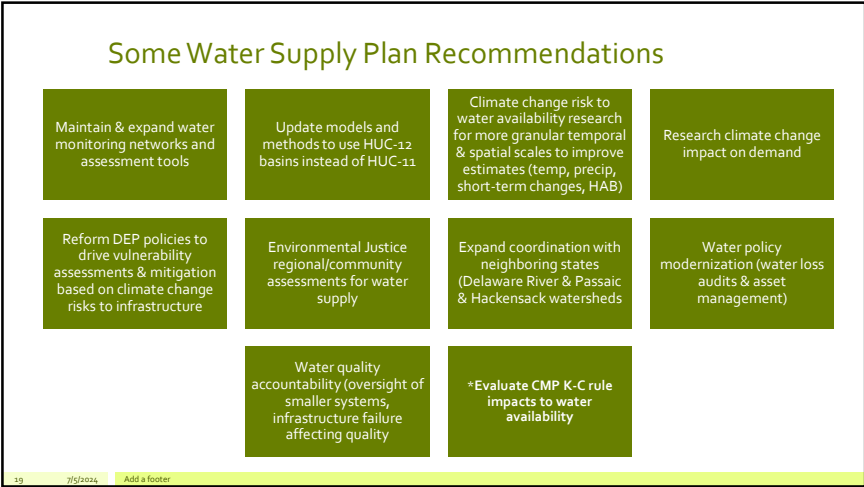 Some Water Supply Plan Recommendations
Maintain & expand water
monitoring networks and
assessment tools
Update models and
methods to use HUC-12
basins instead of HUC-11
Climate change risk to
water availability research
for more granular temporal
& spatial scales to improve
estimates (temp, precip,
short-term changes, HAB)
Research climate change
impact on demand
Reform DEP policies to
drive vulnerability
assessments & mitigation
based on climate change
risks to infrastructure
Environmental Justice
regional/community
assessments for water
supply
Expand coordination with
neighboring states
(Delaware River & Passaic
& Hackensack watersheds
Water policy
modernization (water loss
audits & asset
management)
Water quality
accountability (oversight of
smaller systems,
infrastructure failure
affecting quality
*Evaluate CMP K-C rule
impacts to water
availability
19 7/5/2024 Add a footer